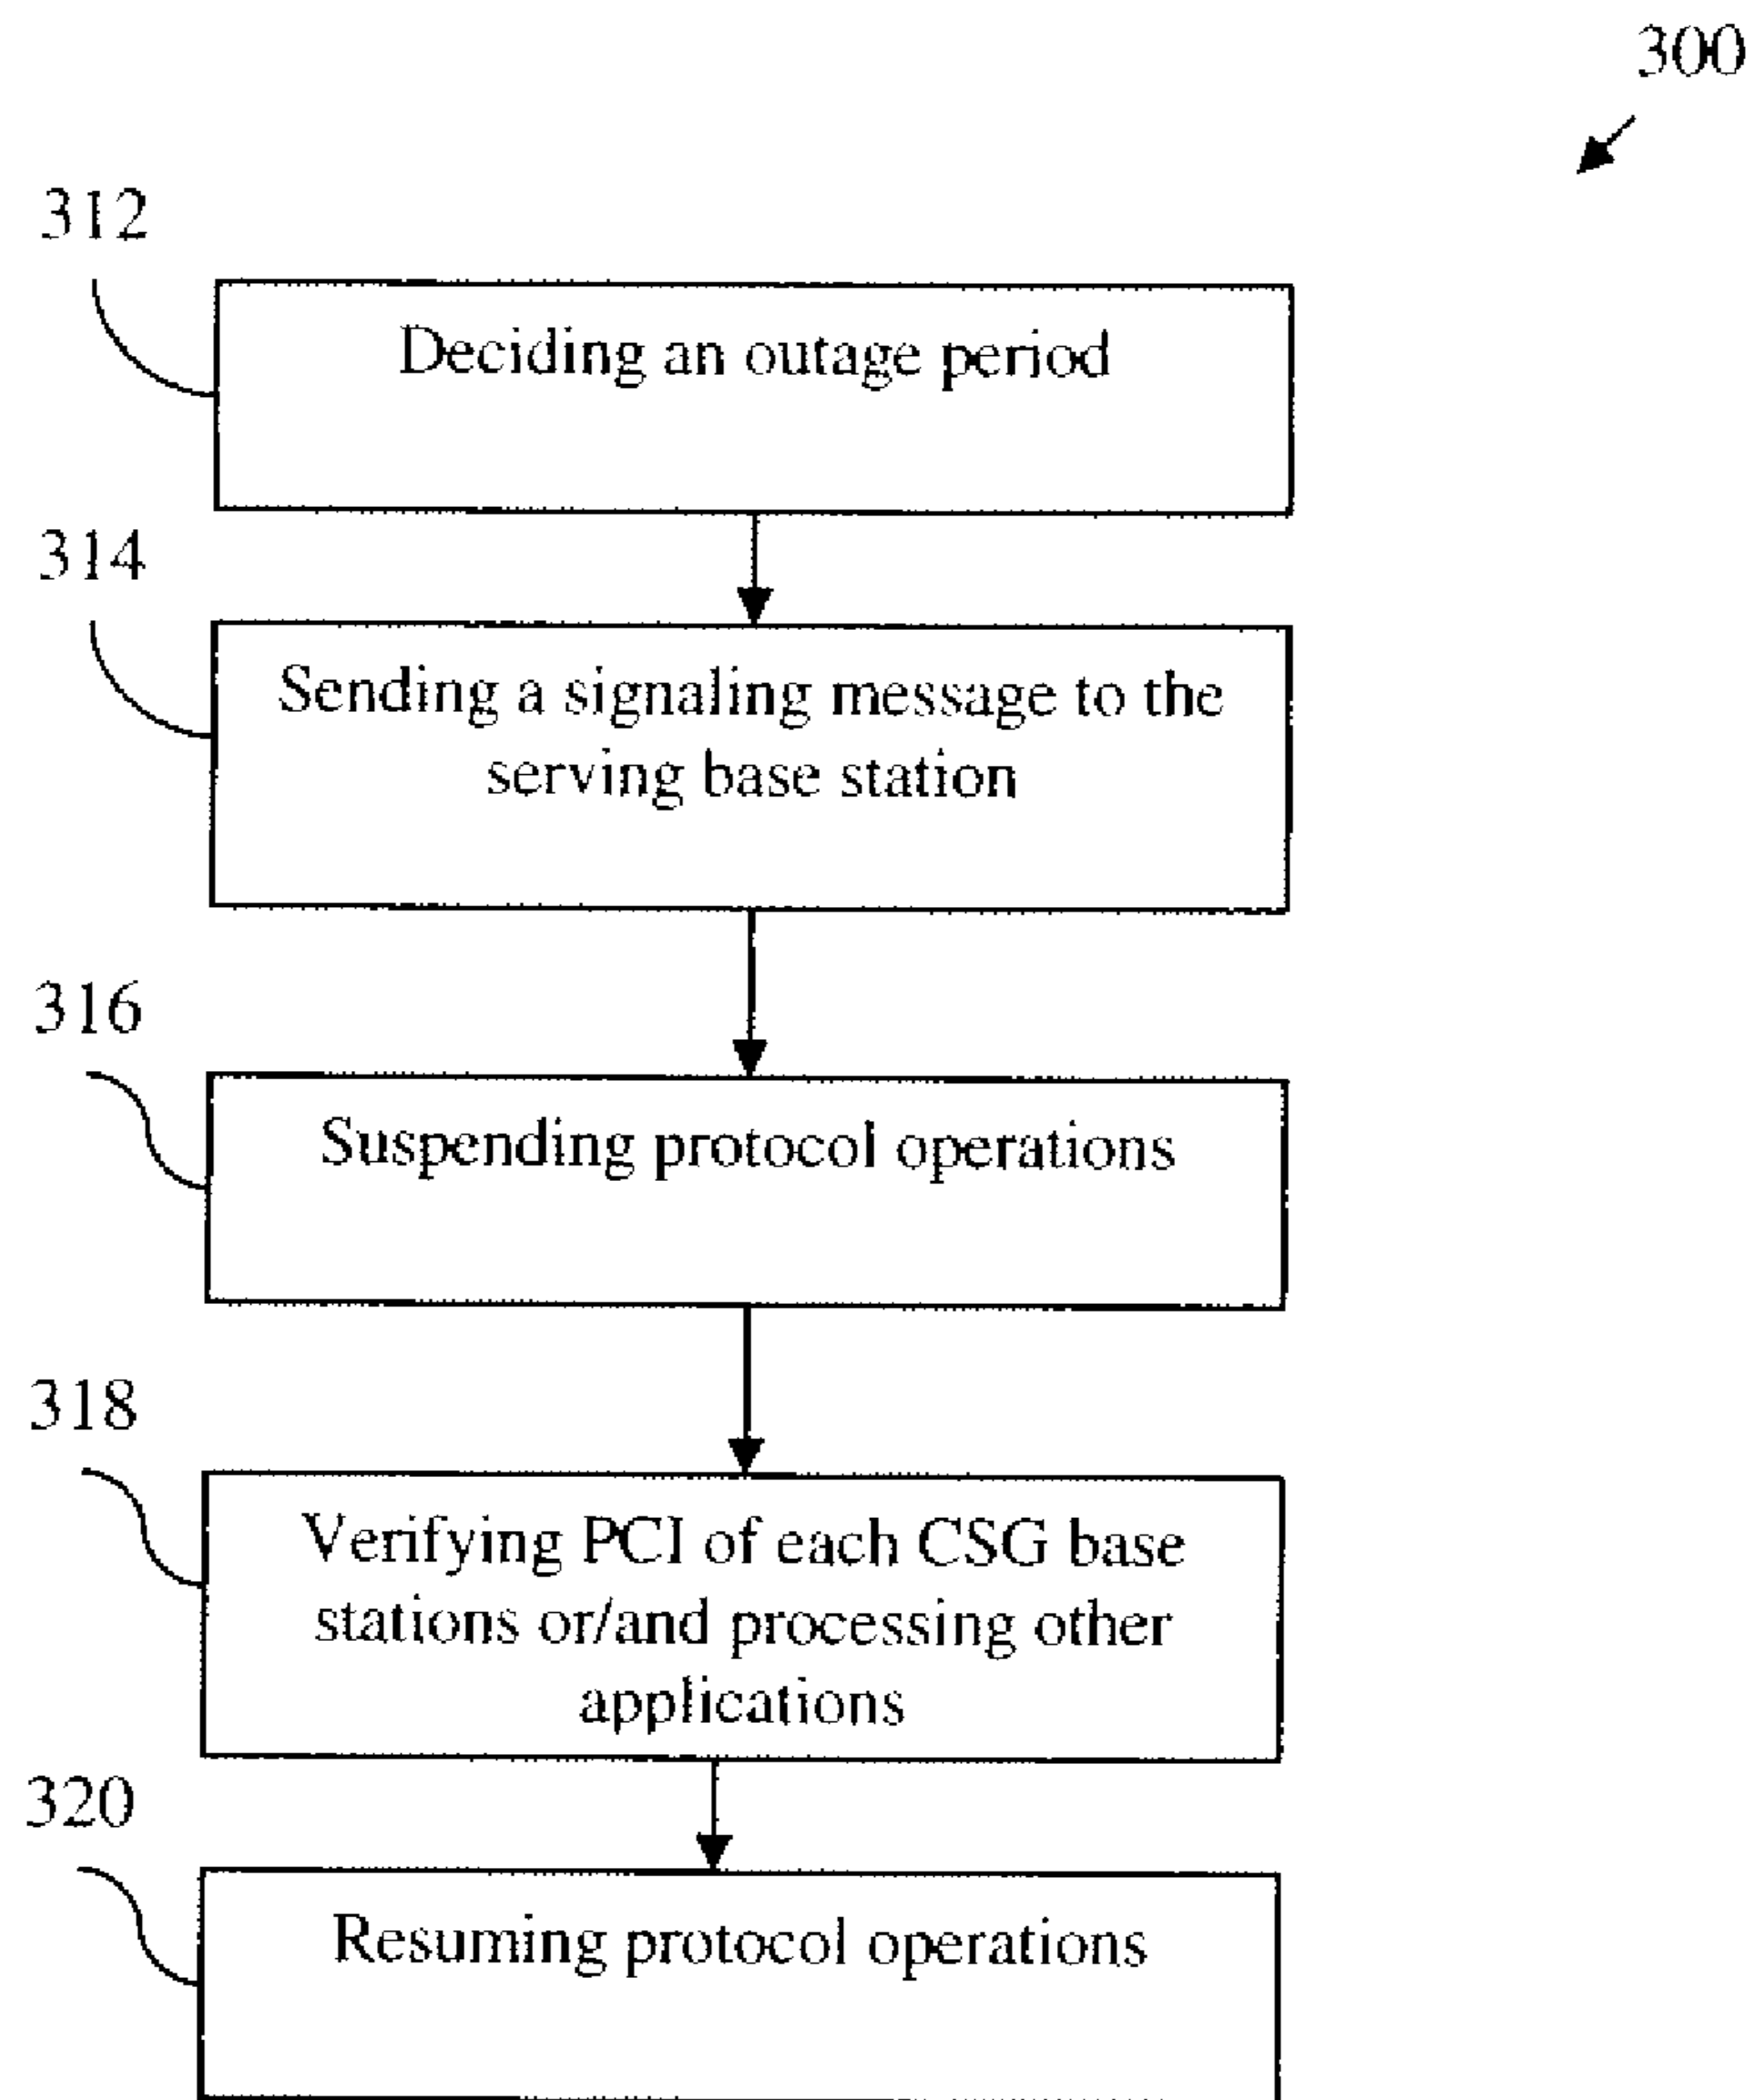 300
312
Deciding an outage period
314
Sending a signaling message to the
serving base station
316
Suspending protocol operations
318
Verifying PCI of each CSG base
stations or/and processing other
applications
320
Resuming protocol operations